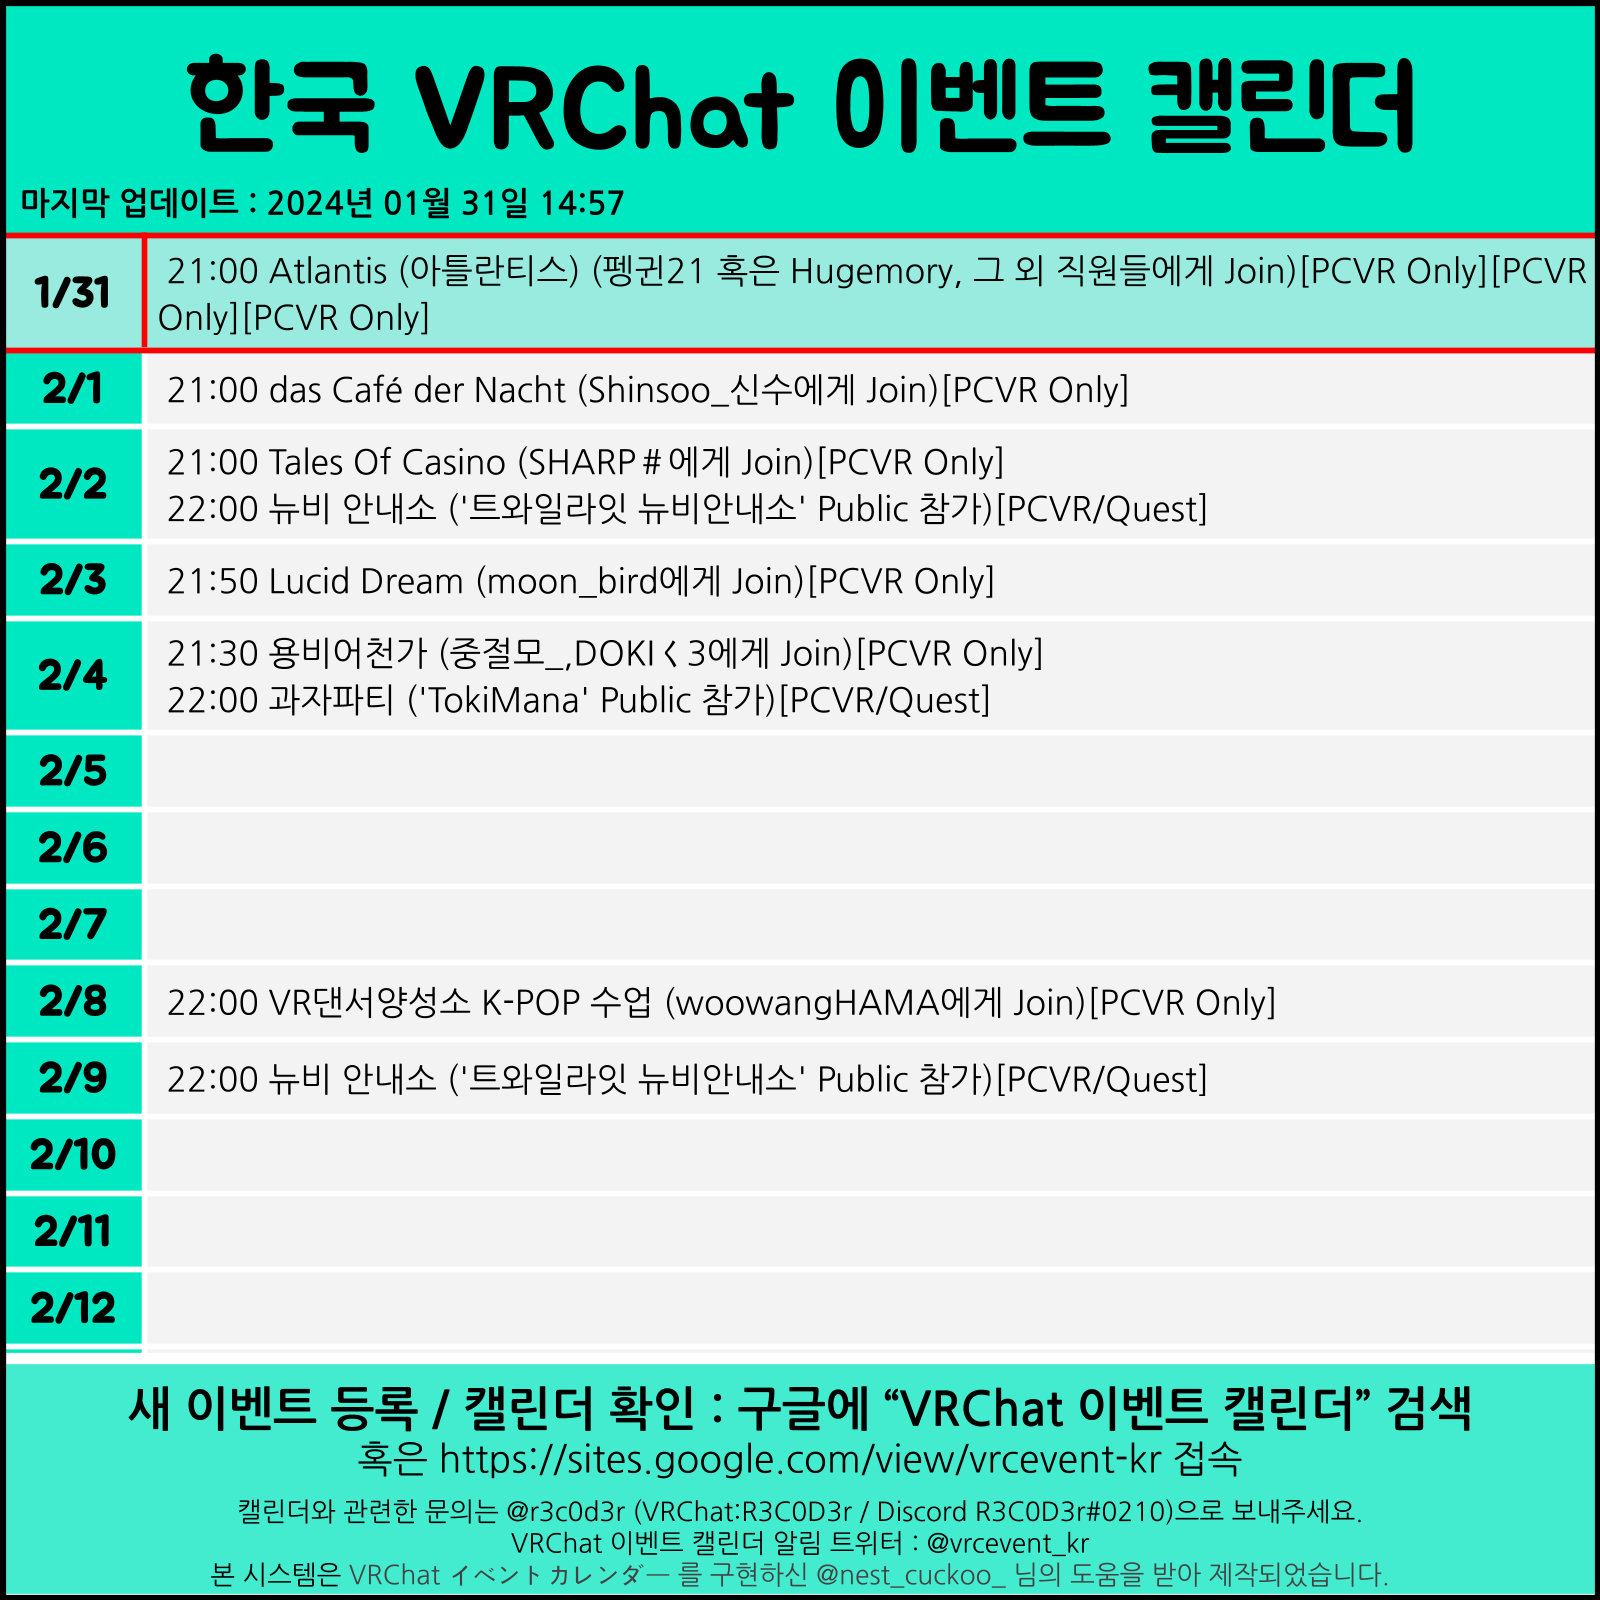 한국 VRChat 이벤트 캘린더
마지막 업데이트 : 2024년 01월 31일 14:57
1/31
21:00 Atlantis (아틀란티스) (펭귄21 혹은 Hugemory, 그 외 직원들에게 Join)[PCVR Only][PCVR
Only][PCVR Only]
2/1
21:00 das Café der Nacht (Shinsoo_신수에게 Join)[PCVR Only]
2/2
21:00 Tales Of Casino (SHARP＃에게 Join)[PCVR Only]
22:00 뉴비 안내소 ('트와일라잇 뉴비안내소' Public 참가)[PCVR/Quest]
2/3
21:50 Lucid Dream (moon_bird에게 Join)[PCVR Only]
2/4
21:30 용비어천가 (중절모_,DOKIく3에게 Join)[PCVR Only]
22:00 과자파티 ('TokiMana' Public 참가)[PCVR/Quest]
2/5
2/6
2/7
2/8
22:00 VR댄서양성소 K-POP 수업 (woowangHAMA에게 Join)[PCVR Only]
2/9
22:00 뉴비 안내소 ('트와일라잇 뉴비안내소' Public 참가)[PCVR/Quest]
2/10
2/11
2/12
새 이벤트 등록 / 캘린더 확인 : 구글에 “VRChat 이벤트 캘린더” 검색
혹은 https://sites.google.com/view/vrcevent-kr 접속
캘린더와 관련한 문의는 @r3c0d3r (VRChat:R3C0D3r / Discord R3C0D3r#0210)으로 보내주세요.
VRChat 이벤트 캘린더 알림 트위터 : @vrcevent_kr
본 시스템은 VRChat イベントカレンダー 를 구현하신 @nest_cuckoo_ 님의 도움을 받아 제작되었습니다.